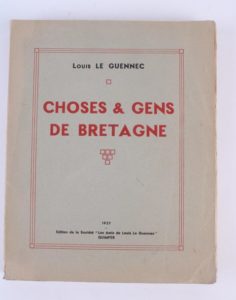 Louis LE GUENNEC
CHOSES & GENS
DE BRETAGNE
1937
Edition de la Société "Les Amis de Louis Le Guennec"
QUIMPER